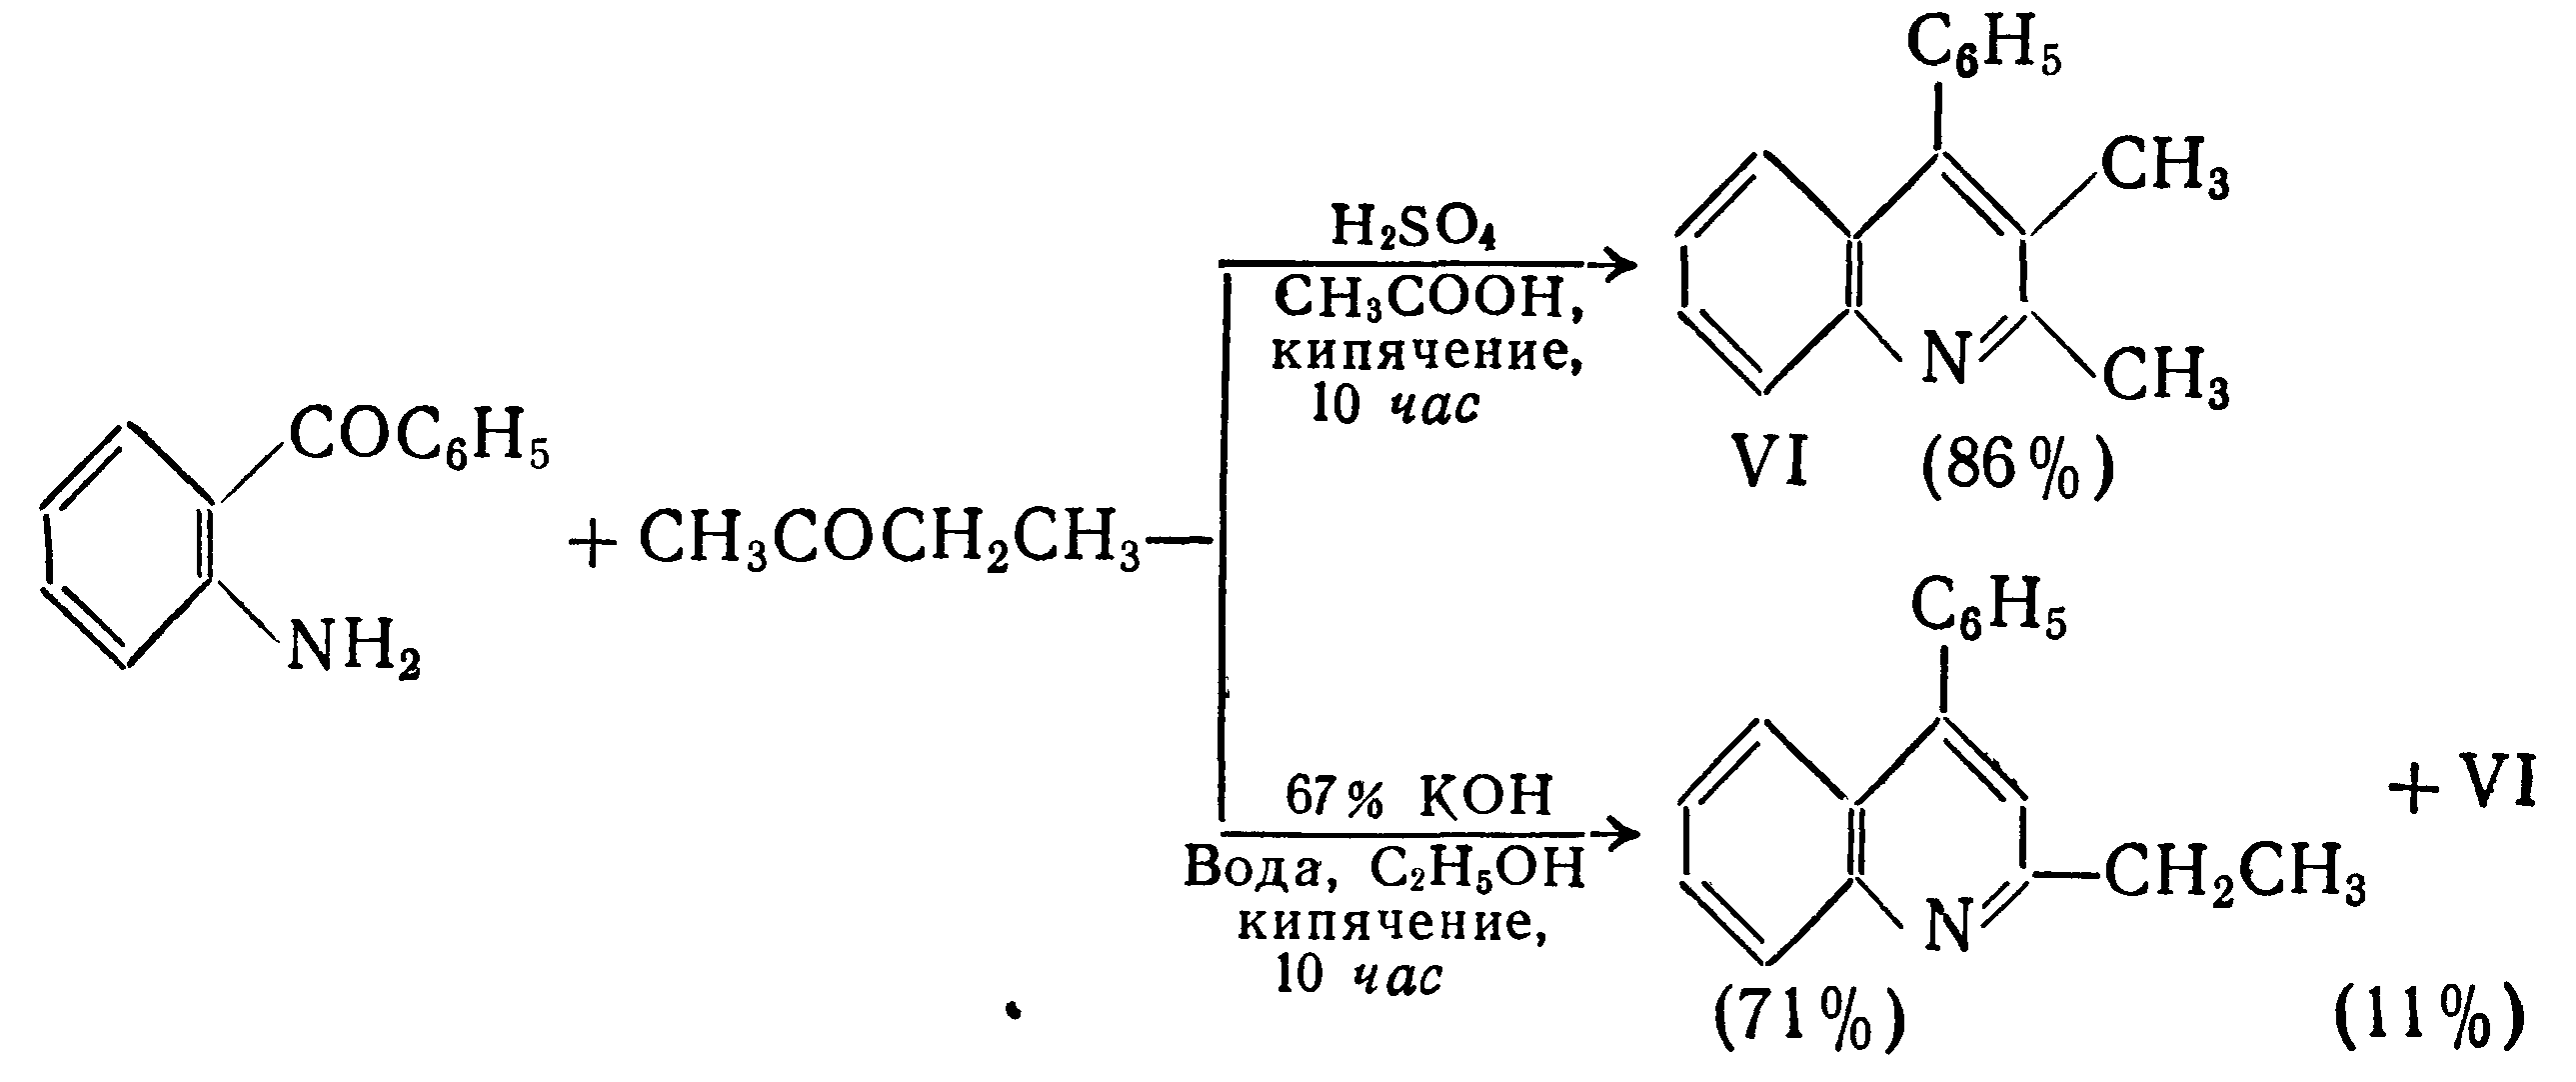 C₆H₅
CH₃
CH₃
N
VI (86%)
H₂SO₄
CH₃COOH,
кипячение,
10 час
COC₆H₅
NH₂
+ CH₃COCH₂CH₃
67% KOH
Вода, C₂H₅OH
кипячение,
10 час
C₆H₅
N
CH₂CH₃
+ VI
(71%)
(11%)